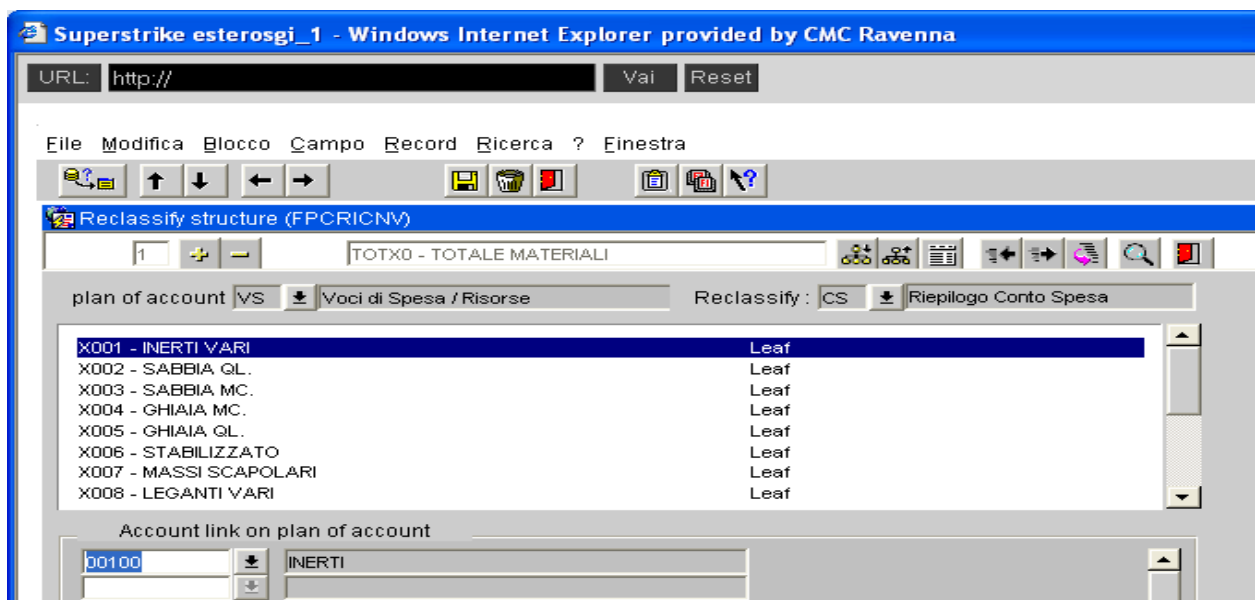 Superstrike esterosgi_1 - Windows Internet Explorer provided by CMC Ravenna
URL: http:// Vai Reset
File Modifica Blocco Campo Record Ricerca ? Finestra
Reclassify structure (FPCRICNV)
1 TOTX0 - TOTALE MATERIALI
plan of account VS Voci di Spesa / Risorse Reclassify : CS Riepilogo Conto Spesa
X001 - INERTI VARI Leaf
X002 - SABBIA QL. Leaf
X003 - SABBIA MC. Leaf
X004 - GHIAIA MC. Leaf
X005 - GHIAIA QL. Leaf
X006 - STABILIZZATO Leaf
X007 - MASSI SCAPOLARI Leaf
X008 - LEGANTI VARI Leaf
Account link on plan of account
00100 INERTI